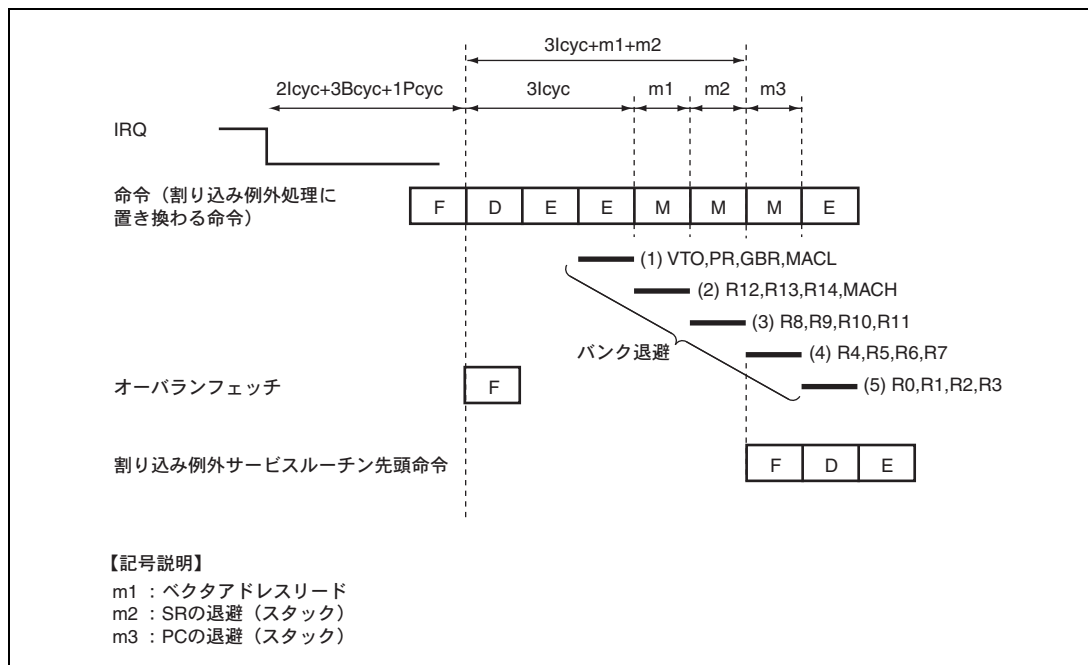 3Icyc+m1+m2
2Icyc+3Bcyc+1Pcyc
3Icyc
m1
m2
m3
IRQ
命令（割り込み例外処理に
置き換わる命令）
F D E E M M M E
(1) VTO,PR,GBR,MACL
(2) R12,R13,R14,MACH
(3) R8,R9,R10,R11
バンク退避
(4) R4,R5,R6,R7
オーバランフェッチ
F
(5) R0,R1,R2,R3
割り込み例外サービスルーチン先頭命令
F D E
【記号説明】
m1 ：ベクタアドレスリード
m2 ：SRの退避（スタック）
m3 ：PCの退避（スタック）